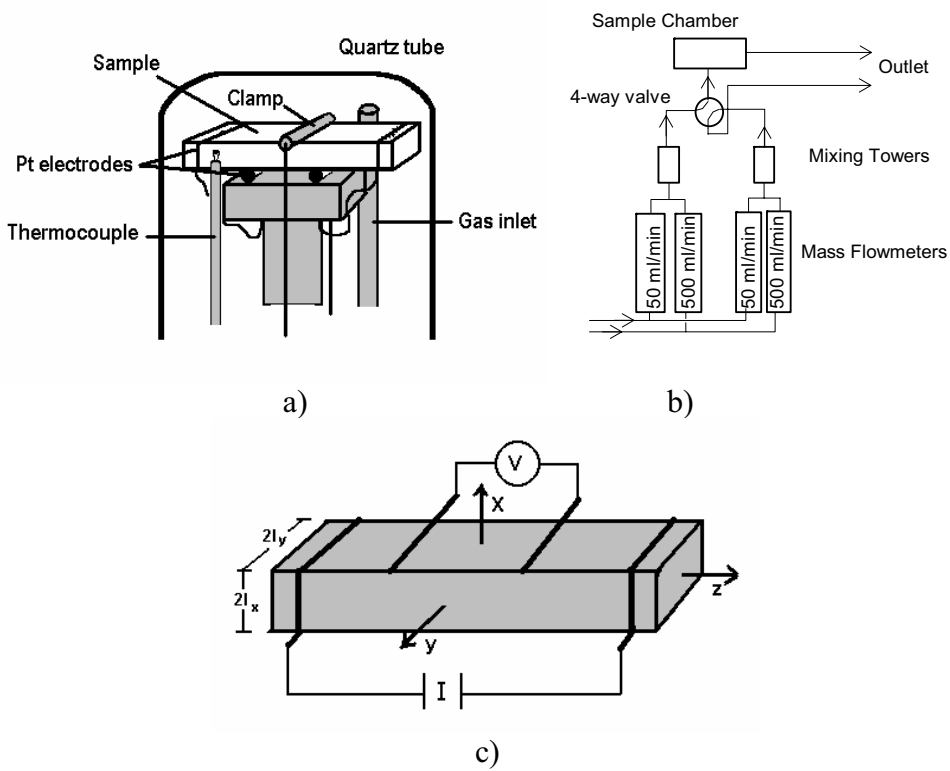 Quartz tube
Sample
Clamp
Pt electrodes
Thermocouple
Gas inlet
a)
Sample Chamber
Outlet
4-way valve
Mixing Towers
Mass Flowmeters
50 ml/min
500 ml/min
50 ml/min
500 ml/min
b)
V
X
2l_y
2l_x
z
y
I
c)